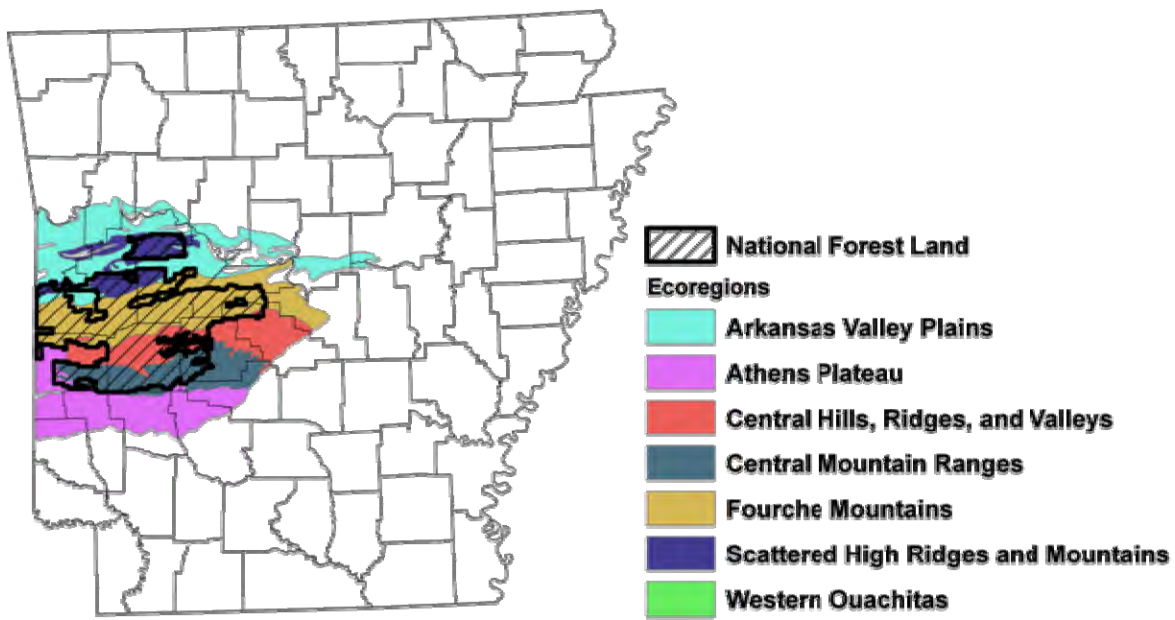 National Forest Land
Ecoregions
Arkansas Valley Plains
Athens Plateau
Central Hills, Ridges, and Valleys
Central Mountain Ranges
Fourche Mountains
Scattered High Ridges and Mountains
Western Ouachitas